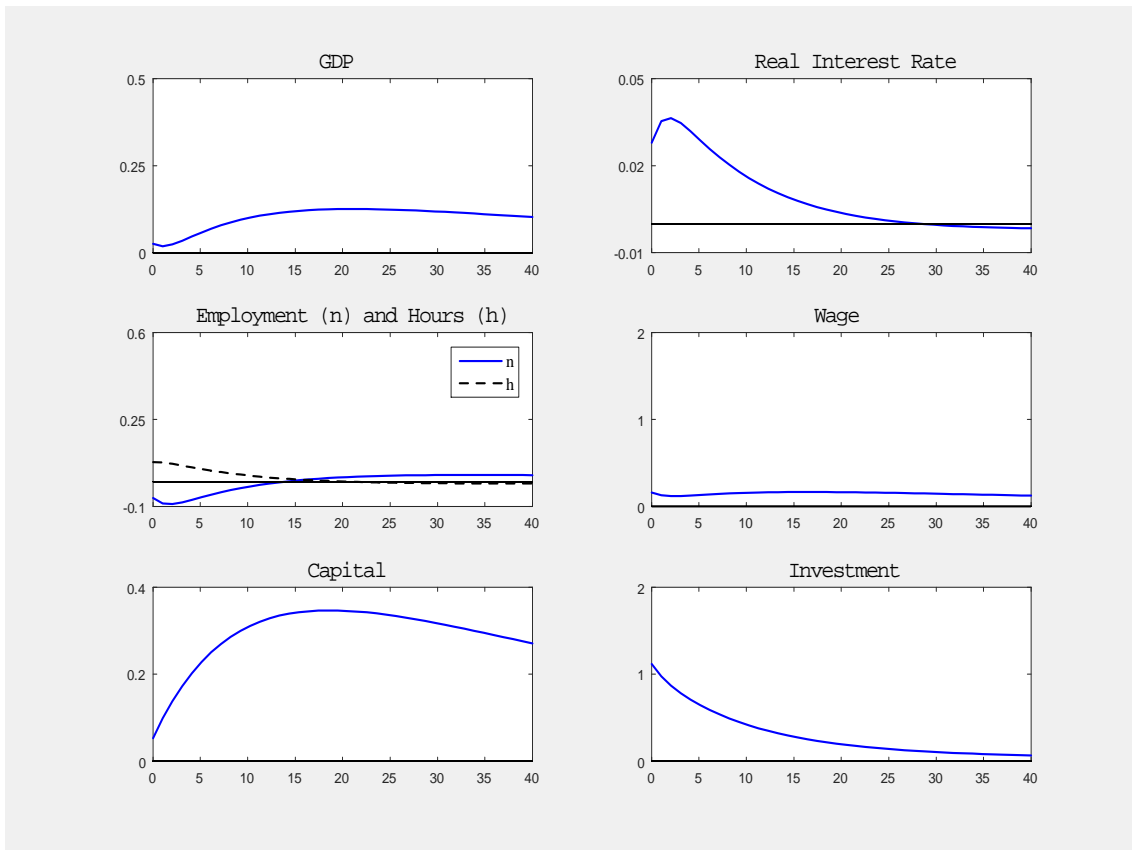 GDP
0.5
0.25
0
0 5 10 15 20 25 30 35 40
Real Interest Rate
0.05
0.02
-0.01
0 5 10 15 20 25 30 35 40
Employment (n) and Hours (h)
0.6
0.25
-0.1
n
h
0 5 10 15 20 25 30 35 40
Wage
2
1
0
0 5 10 15 20 25 30 35 40
Capital
0.4
0.2
0
0 5 10 15 20 25 30 35 40
Investment
2
1
0
0 5 10 15 20 25 30 35 40